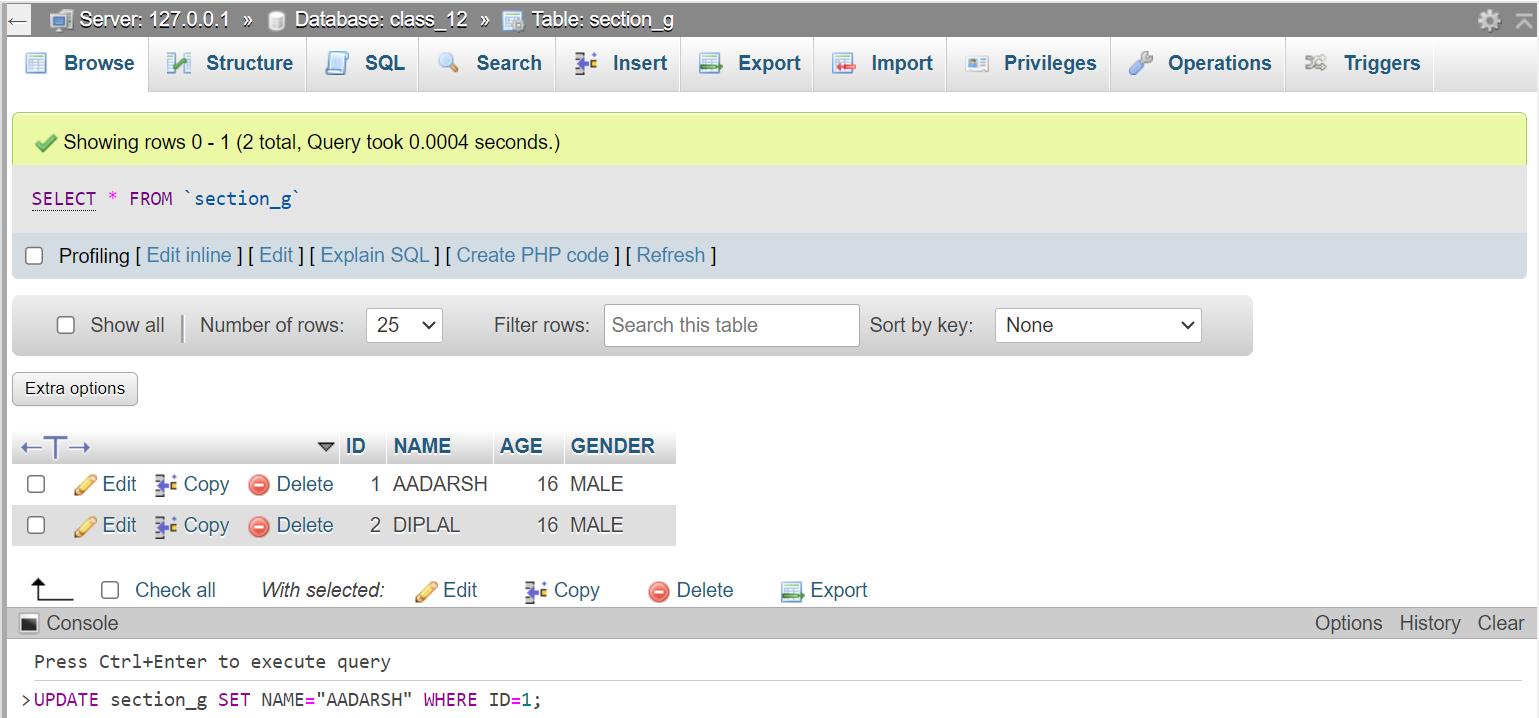 Server: 127.0.0.1 » Database: class_12 » Table: section_g
Browse Structure SQL Search Insert Export Import Privileges Operations Triggers
Showing rows 0 - 1 (2 total, Query took 0.0004 seconds.)
SELECT * FROM `section_g`
Profiling [ Edit inline ] [ Edit ] [ Explain SQL ] [ Create PHP code ] [ Refresh ]
Show all Number of rows: 25 Filter rows: Search this table Sort by key: None
Extra options
ID NAME AGE GENDER
Edit Copy Delete 1 AADARSH 16 MALE
Edit Copy Delete 2 DIPLAL 16 MALE
Check all With selected: Edit Copy Delete Export
Console Options History Clear
Press Ctrl+Enter to execute query
>UPDATE section_g SET NAME="AADARSH" WHERE ID=1;